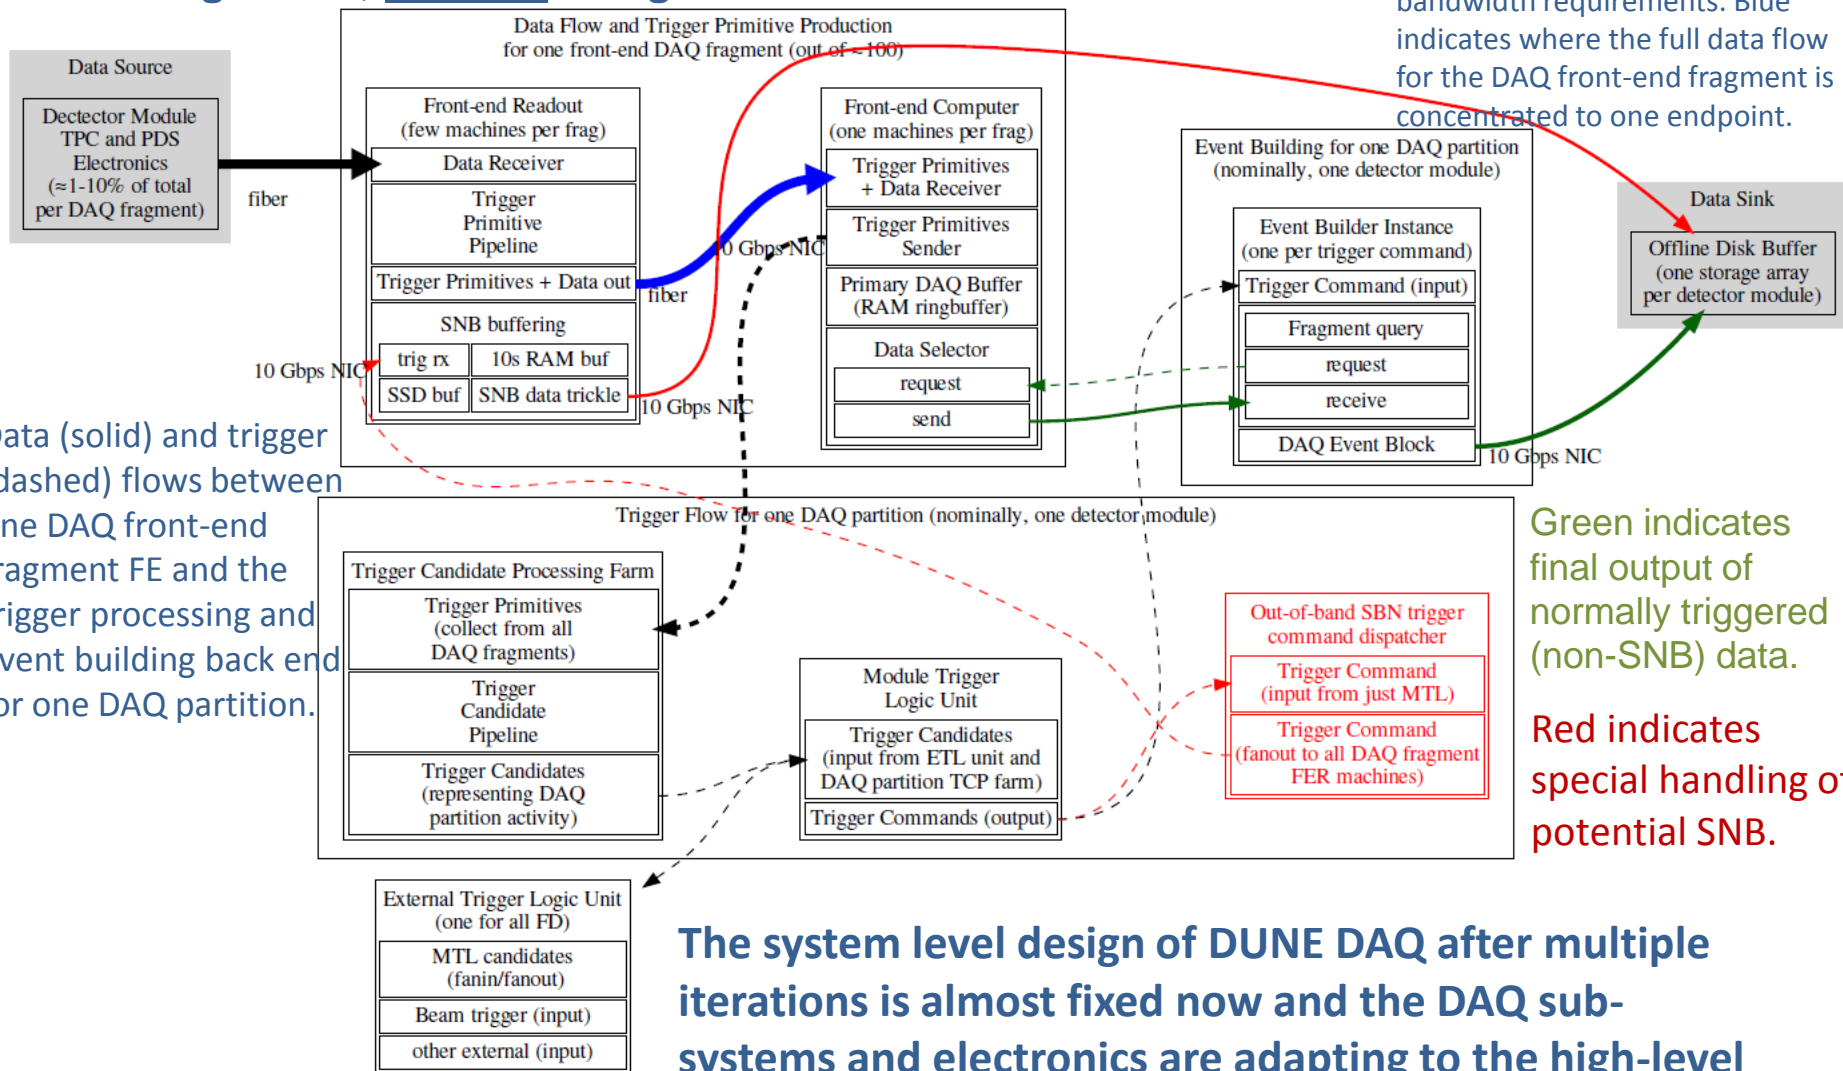 bandwidth requirements. Blue
indicates where the full data flow
for the DAQ front-end fragment is
concentrated to one endpoint.
Data Flow and Trigger Primitive Production
for one front-end DAQ fragment (out of ≈100)
Data Source
Dectector Module
TPC and PDS
Electronics
(≈1-10% of total
per DAQ fragment)
fiber
Front-end Readout
(few machines per frag)
Data Receiver
Trigger
Primitive
Pipeline
Trigger Primitives + Data out
SNB buffering
trig rx
10s RAM buf
SSD buf
SNB data trickle
10 Gbps NIC
fiber
10 Gbps NIC
10 Gbps NIC
Front-end Computer
(one machines per frag)
Trigger Primitives
+ Data Receiver
Trigger Primitives
Sender
Primary DAQ Buffer
(RAM ringbuffer)
Data Selector
request
send
Event Building for one DAQ partition
(nominally, one detector module)
Event Builder Instance
(one per trigger command)
Trigger Command (input)
Fragment query
request
receive
DAQ Event Block
10 Gbps NIC
Data Sink
Offline Disk Buffer
(one storage array
per detector module)
(solid) and trigger
flows between
DAQ front-end
FE and the
processing and
building back end
one DAQ partition.
Trigger Flow for one DAQ partition (nominally, one detector module)
Trigger Candidate Processing Farm
Trigger Primitives
(collect from all
DAQ fragments)
Trigger
Candidate
Pipeline
Trigger Candidates
(representing DAQ
partition activity)
Module Trigger
Logic Unit
Trigger Candidates
(input from ETL unit and
DAQ partition TCP farm)
Trigger Commands (output)
Out-of-band SBN trigger
command dispatcher
Trigger Command
(input from just MTL)
Trigger Command
(fanout to all DAQ fragment
FER machines)
Green indicates
final output of
normally triggered
(non-SNB) data.
Red indicates
special handling of
potential SNB.
External Trigger Logic Unit
(one for all FD)
MTL candidates
(fanin/fanout)
Beam trigger (input)
other external (input)
The system level design of DUNE DAQ after multiple
iterations is almost fixed now and the DAQ sub-
systems and electronics are adapting to the high-level